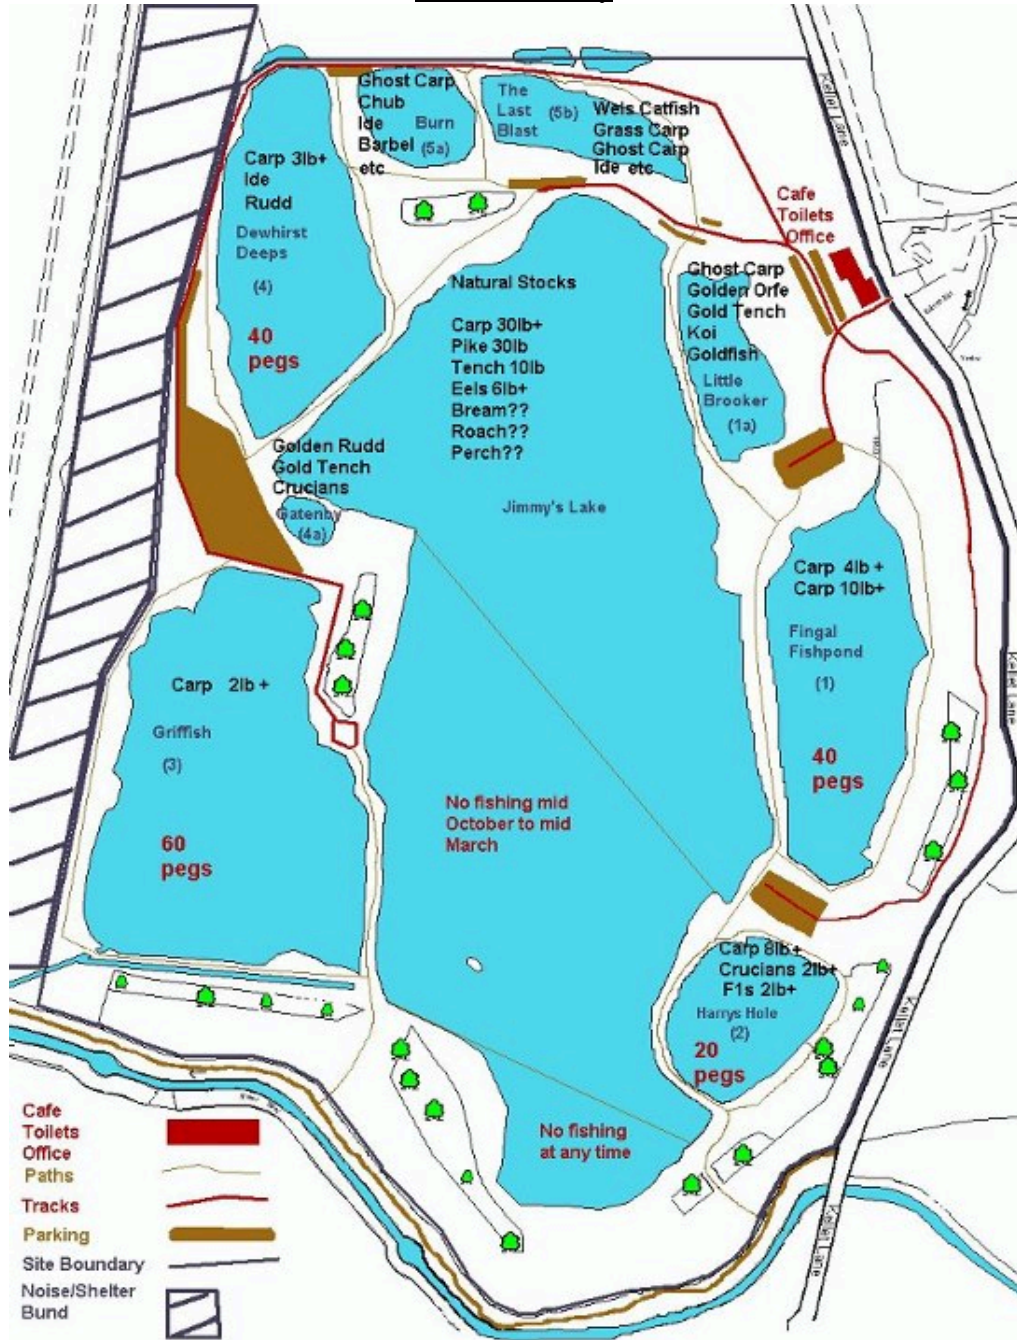 Ghost Carp
Chub
Ide
Barbel
etc
Burn
(5a)
The
Last
Blast
(5b)
Wels Catfish
Grass Carp
Ghost Carp
Ide etc
Kellet Lane
Carp 3lb+
Ide
Rudd
Dewhirst
Deeps
(4)
40
pegs
Cafe
Toilets
Office
Natural Stocks
Carp 30lb+
Pike 30lb
Tench 10lb
Eels 6lb+
Bream??
Roach??
Perch??
Jimmy's Lake
Ghost Carp
Golden Orfe
Gold Tench
Koi
Goldfish
Little
Brooker
(1a)
Golden Rudd
Gold Tench
Crucians
Gatenby
(4a)
Carp 4lb +
Carp 10lb+
Fingal
Fishpond
(1)
40
pegs
Kellet Lane
Carp 2lb +
Griffish
(3)
60
pegs
No fishing mid
October to mid
March
Carp 8lb+
Crucians 2lb+
F1s 2lb+
Harrys Hole
(2)
20
pegs
Kellet Lane
No fishing
at any time
Kellet Lane
Cafe
Toilets
Office
Paths
Tracks
Parking
Site Boundary
Noise/Shelter
Bund